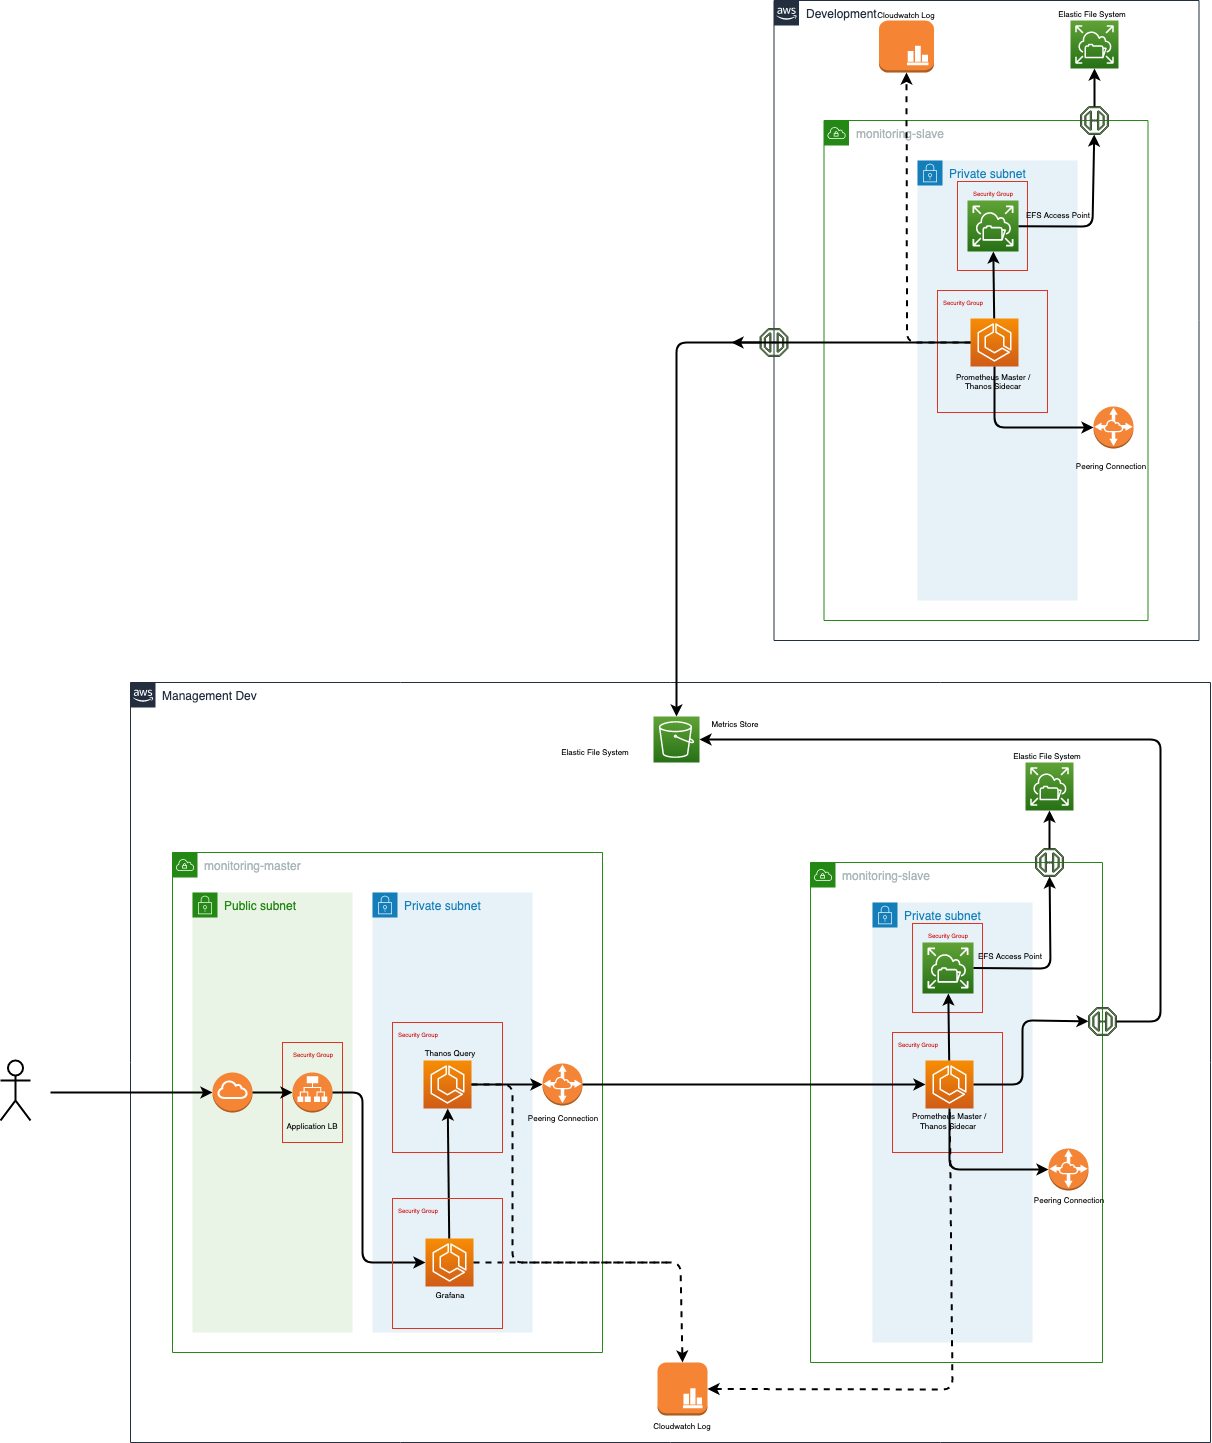 aws
Development
Cloudwatch Log
Elastic File System
monitoring-slave
Private subnet
Security Group
EFS Access Point
Security Group
Prometheus Master /
Thanos Sidecar
Peering Connection
aws
Management Dev
Metrics Store
Elastic File System
Elastic File System
monitoring-master
Public subnet
Private subnet
monitoring-slave
Private subnet
Security Group
EFS Access Point
Security Group
Thanos Query
Security Group
Application LB
Peering Connection
Security Group
Prometheus Master /
Thanos Sidecar
Peering Connection
Security Group
Grafana
Cloudwatch Log